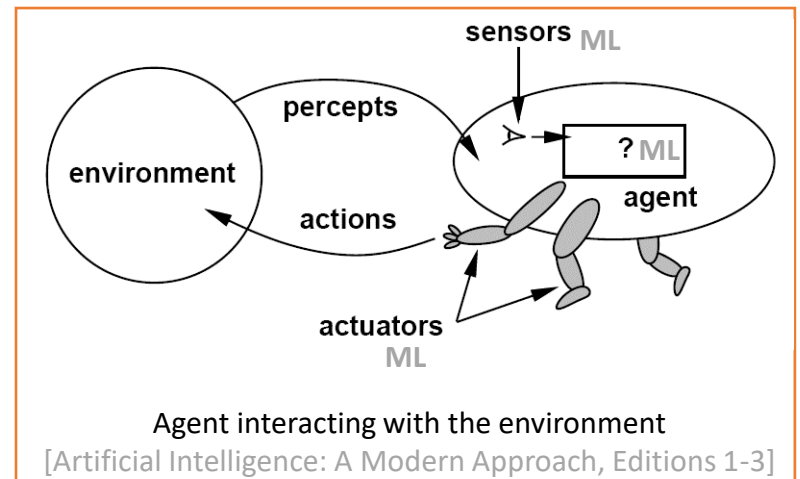 sensors ML
percepts
environment
? ML
agent
actions
actuators
ML
Agent interacting with the environment
[Artificial Intelligence: A Modern Approach, Editions 1-3]